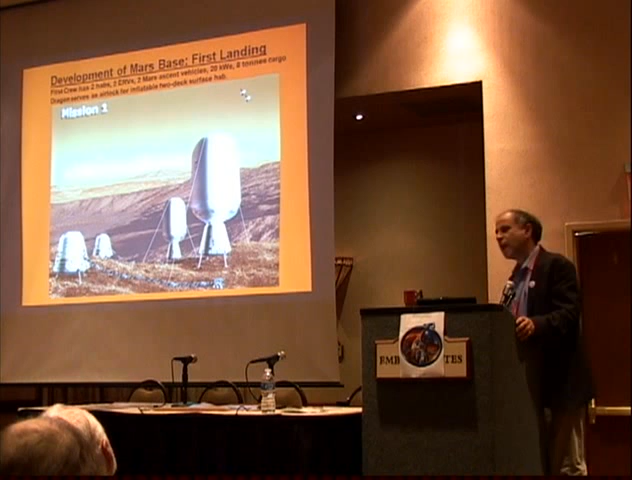 Development of Mars Base: First Landing
First Crew has 2 habs, 2 ERVs, 2 Mars ascent vehicles, 20 kWe, 8 tonnes cargo
Dragon serves as airlock for inflatable two-deck surface hab.
Mission 1
EMB TES